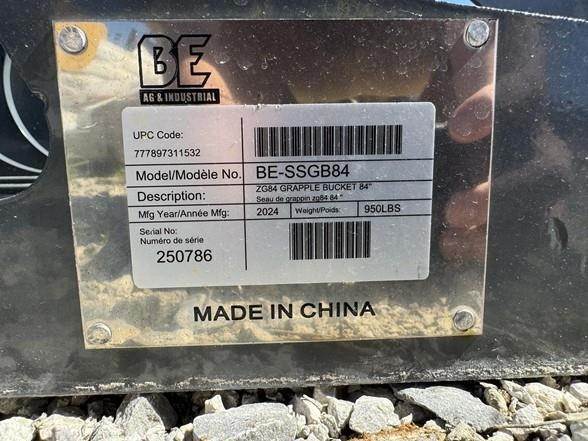 BE
AG & INDUSTRIAL
UPC Code:
777897311532
Model/Modèle No. BE-SSGB84
Description: ZG84 GRAPPLE BUCKET 84"
Seau de grappin zg84 84 "
Mfg Year/Année Mfg: 2024 Weight/Poids: 950LBS
Serial No:
Numéro de série
250786
MADE IN CHINA